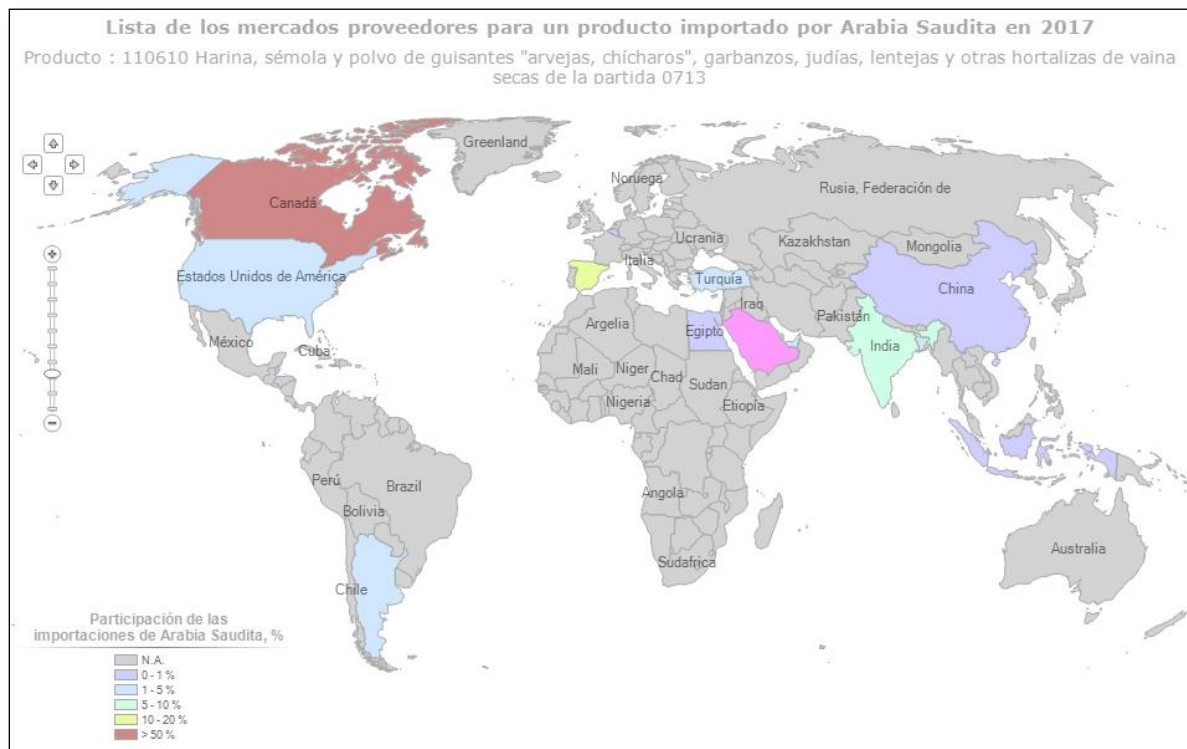 Lista de los mercados proveedores para un producto importado por Arabia Saudita en 2017
Producto : 110610 Harina, sémola y polvo de guisantes "arvejas, chícharos", garbanzos, judías, lentejas y otras hortalizas de vaina
secas de la partida 0713
Greenland
Noruega
Rusia, Federación de
Canadá
Ucrania
Kazakhstan
Mongolia
Italia
Estados Unidos de América
Turquía
China
Iraq
Pakistán
Argelia
Egipto
México
Cuba
India
Mali
Niger
Chad
Sudan
Nigeria
Etiopía
Perú
Brazil
Angola
Bolivia
Australia
Sudafrica
Chile
Participación de las
importaciones de Arabia Saudita, %
N.A.
0 - 1 %
1 - 5 %
5 - 10 %
10 - 20 %
> 50 %